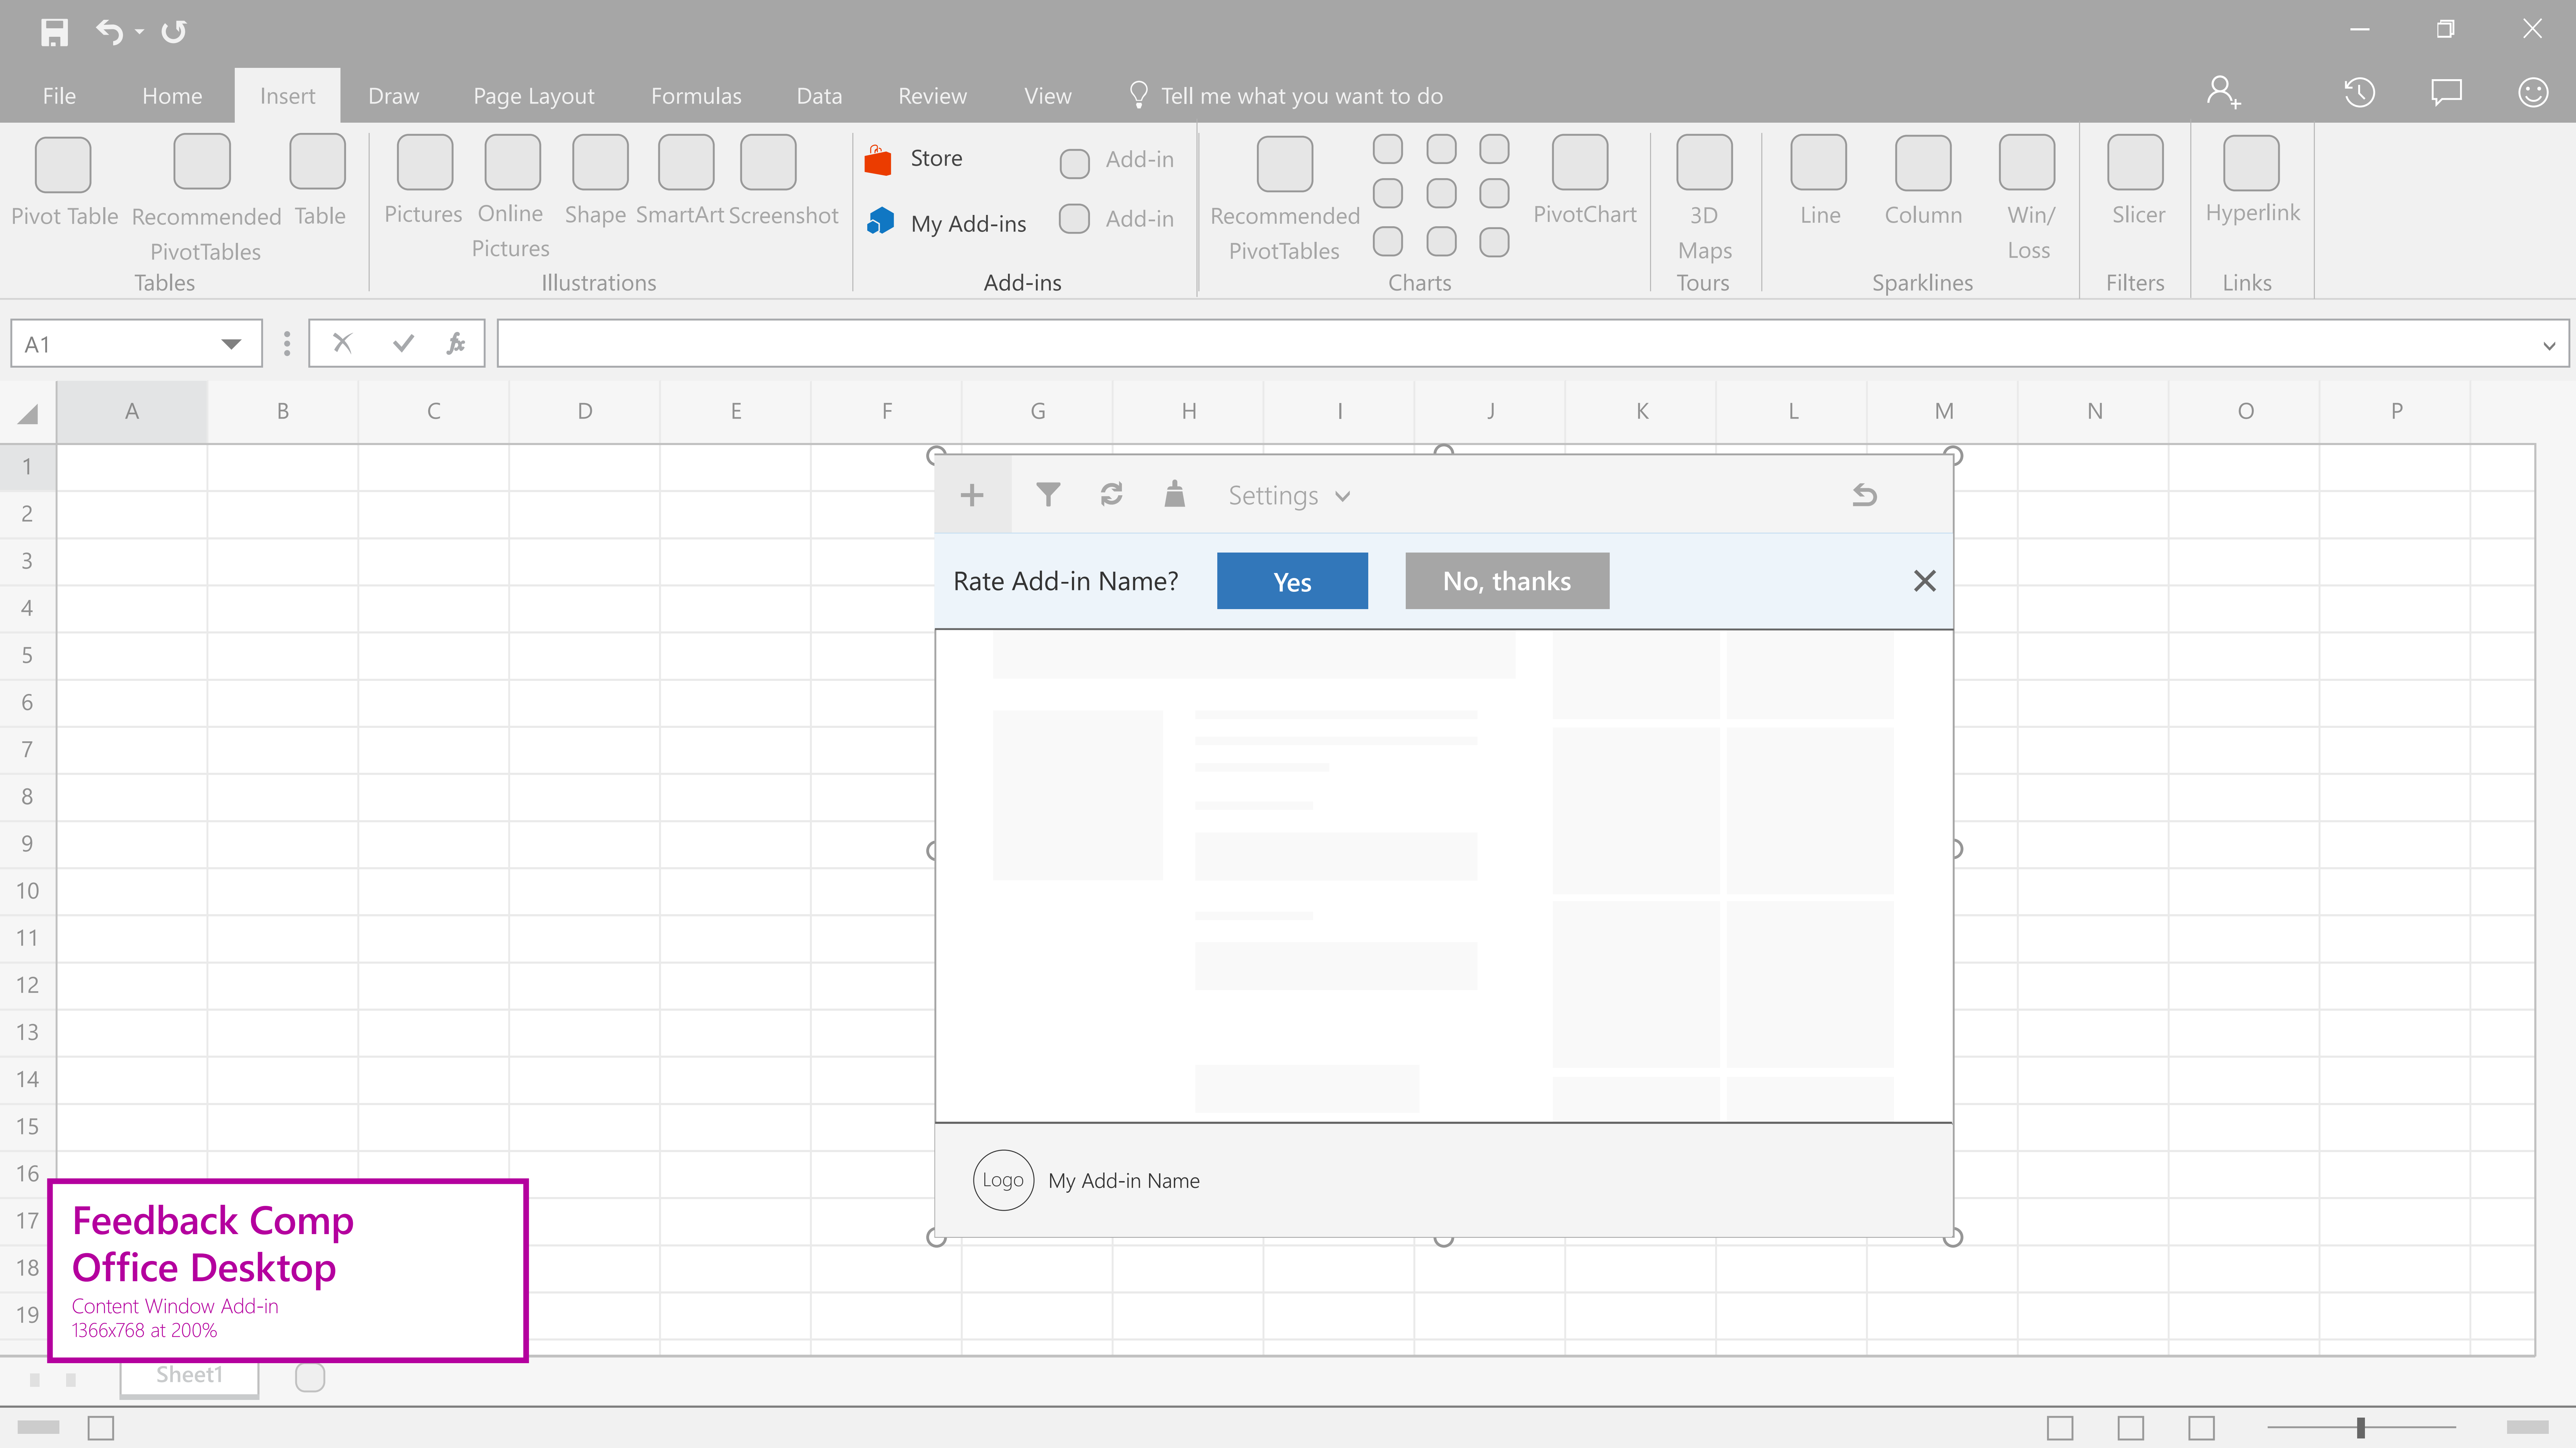 File Home Insert Draw Page Layout Formulas Data Review View Tell me what you want to do
Pivot Table
Recommended
PivotTables
Table
Tables
Pictures
Online
Pictures
Shape
SmartArt
Screenshot
Illustrations
Store
My Add-ins
Add-in
Add-in
Add-ins
Recommended
PivotTables
PivotChart
Charts
3D
Maps
Tours
Line
Column
Win/
Loss
Sparklines
Slicer
Filters
Hyperlink
Links
A1
fx
A B C D E F G H I J K L M N O P
1
2
3
4
5
6
7
8
9
10
11
12
13
14
15
16
17
18
19
Settings
Rate Add-in Name? Yes No, thanks
Logo My Add-in Name
Feedback Comp
Office Desktop
Content Window Add-in
1366x768 at 200%
Sheet1